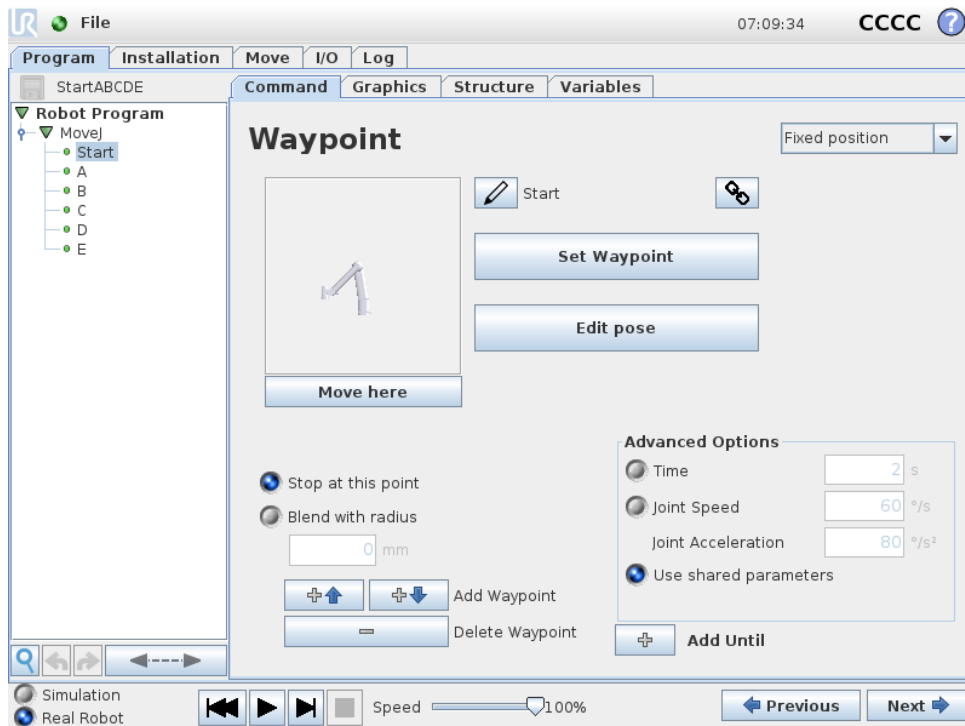 UR File 07:09:34 CCCC ?
Program Installation Move I/O Log
StartABCDE
Command Graphics Structure Variables
Robot Program
MoveJ
Start
A
B
C
D
E
Waypoint
Fixed position
Start
Set Waypoint
Edit pose
Move here
Stop at this point
Blend with radius
0 mm
Add Waypoint
Delete Waypoint
Advanced Options
Time 2 s
Joint Speed 60 °/s
Joint Acceleration 80 °/s²
Use shared parameters
Add Until
Simulation
Real Robot
Speed 100%
Previous Next